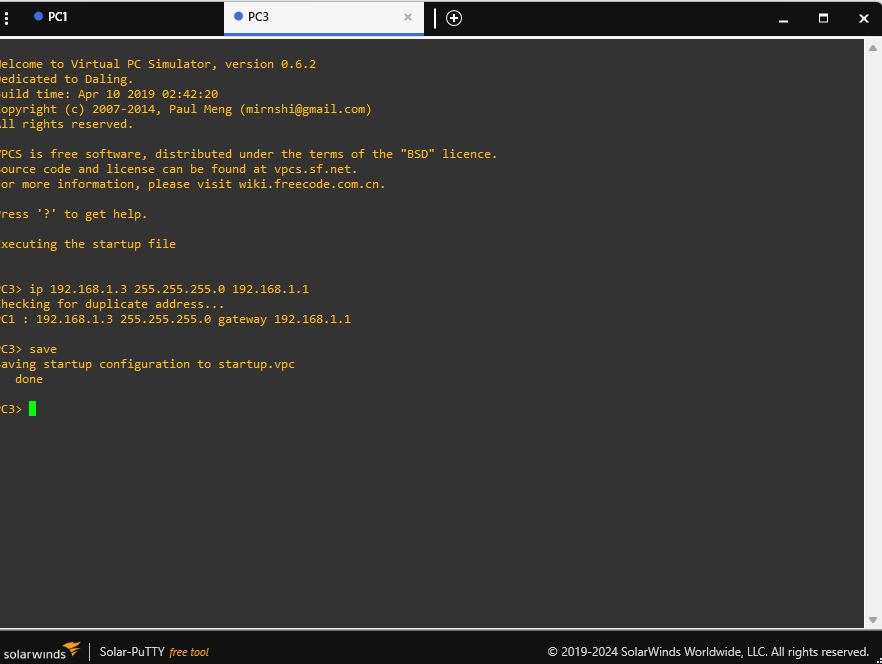 PC1
PC3
elcome to Virtual PC Simulator, version 0.6.2
edicated to Daling.
uild time: Apr 10 2019 02:42:20
opyright (c) 2007-2014, Paul Meng (mirnshi@gmail.com)
ll rights reserved.
VPCS is free software, distributed under the terms of the "BSD" licence.
ource code and license can be found at vpcs.sf.net.
or more information, please visit wiki.freecode.com.cn.
ress '?' to get help.
xecuting the startup file
PC3> ip 192.168.1.3 255.255.255.0 192.168.1.1
hecking for duplicate address...
PC1 : 192.168.1.3 255.255.255.0 gateway 192.168.1.1
PC3> save
aving startup configuration to startup.vpc
done
PC3>
solarwinds
Solar-PuTTY free tool
© 2019-2024 SolarWinds Worldwide, LLC. All rights reserved.